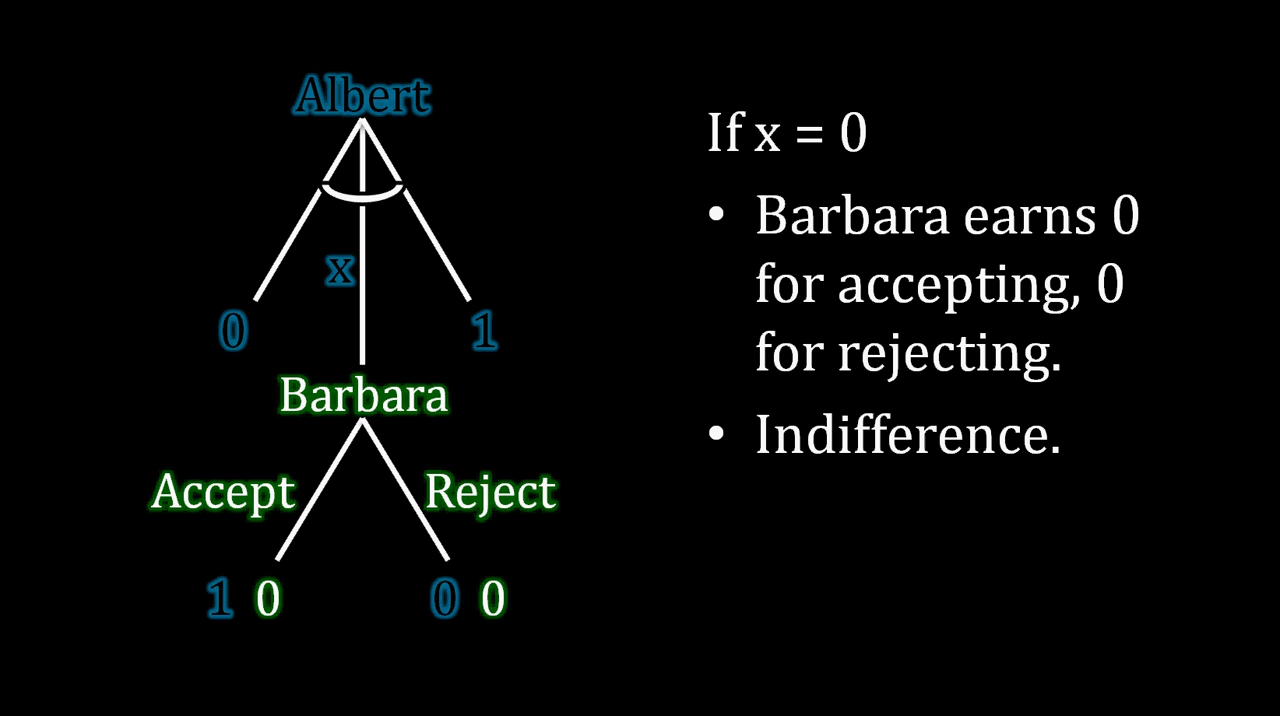 Albert
x
0 1
Barbara
Accept Reject
1 0 0 0
If x = 0
• Barbara earns 0
for accepting, 0
for rejecting.
• Indifference.